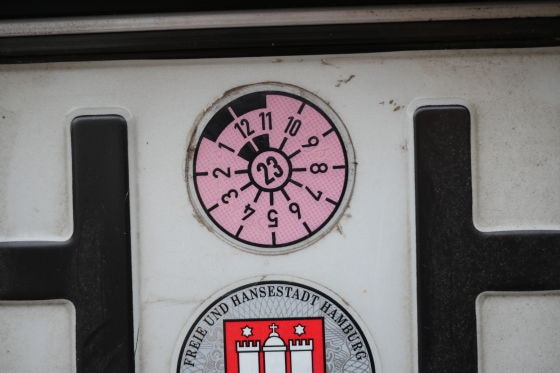 H
1 2 3 4 5 6 7 8 9 10 11 12
23
H
FREIE UND HANSESTADT HAMBURG